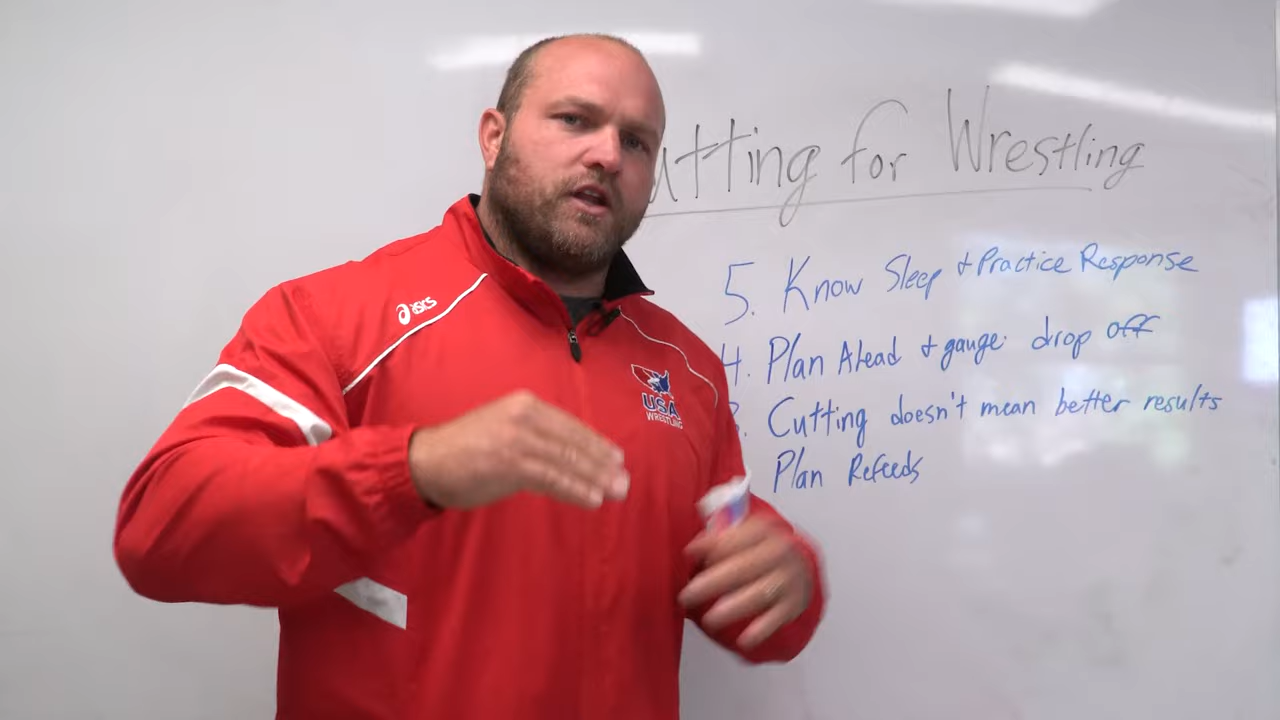 utting for Wrestling
5. Know Sleep + Practice Response
4. Plan Ahead + gauge drop off
3. Cutting doesn't mean better results
Plan Refeeds
asics
USA
WRESTLING